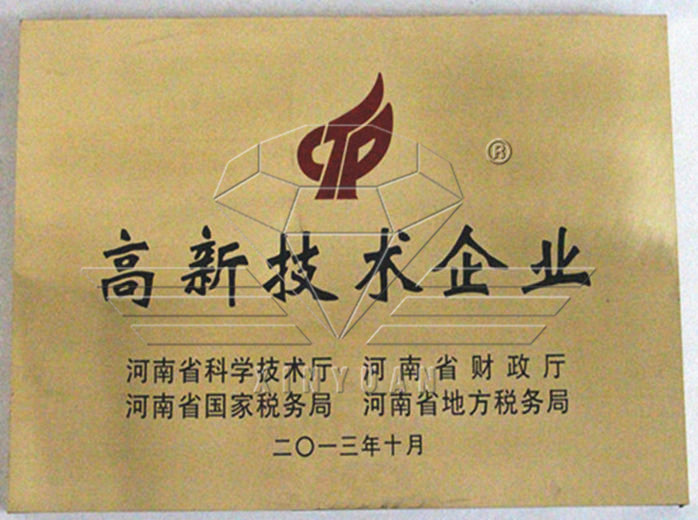 CTP
®
高新技术企业
河南省科学技术厅 河南省财政厅
XINYUAN
河南省国家税务局 河南省地方税务局
二〇一三年十月